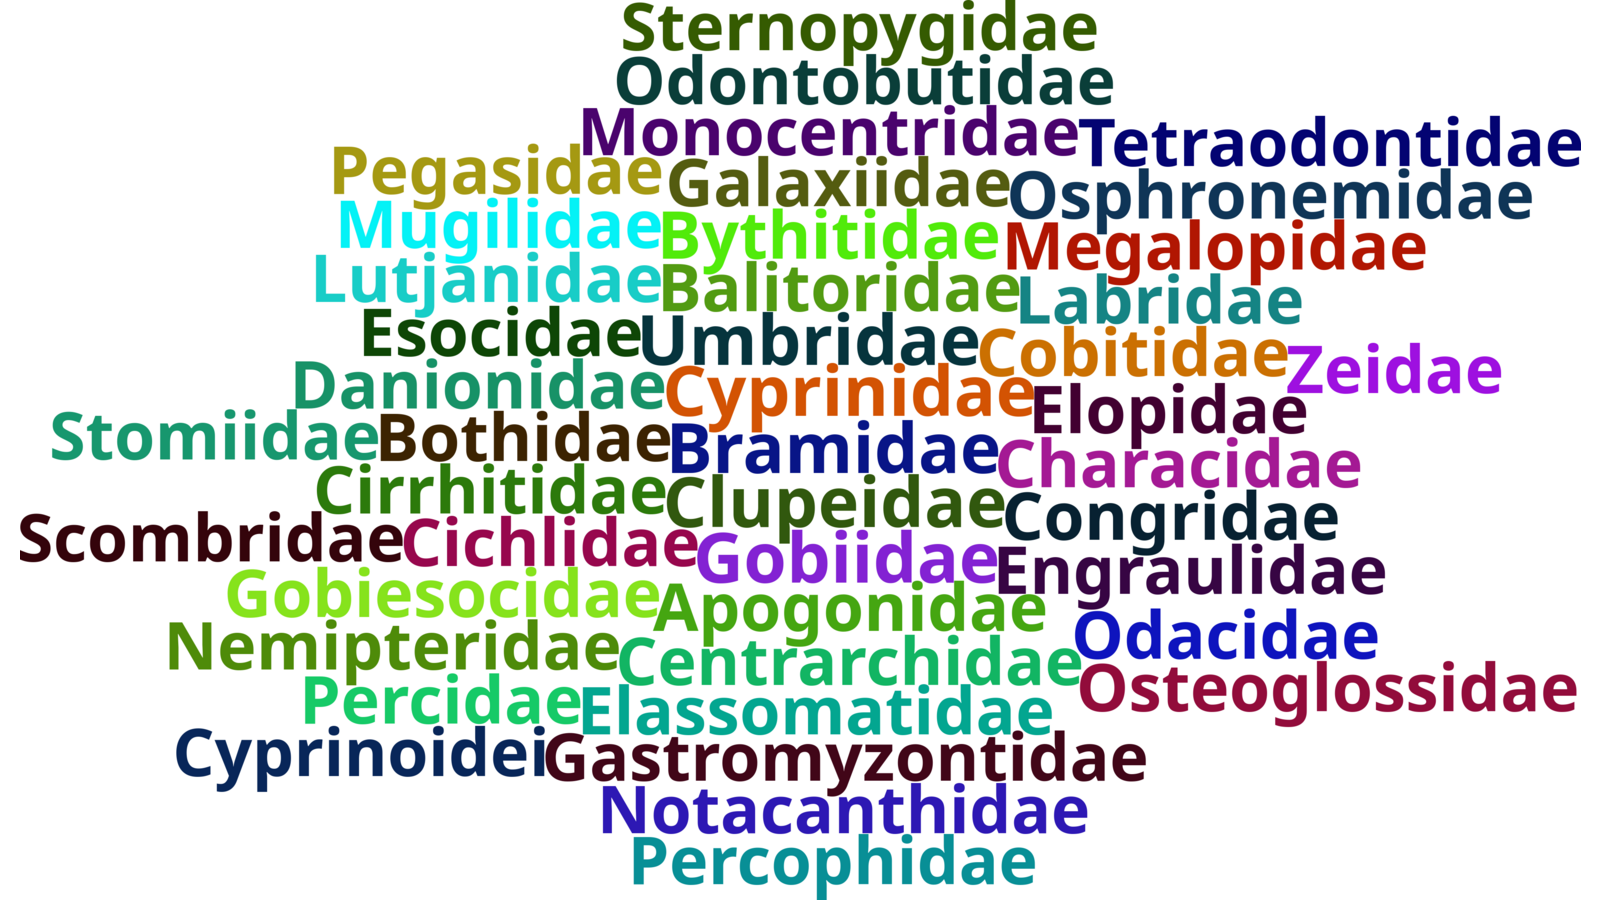 Sternopygidae
Odontobutidae
Monocentridae
Tetraodontidae
Pegasidae
Galaxiidae
Osphronemidae
Mugilidae
Bythitidae
Megalopidae
Lutjanidae
Balitoridae
Labridae
Esocidae
Umbridae
Cobitidae
Zeidae
Danionidae
Cyprinidae
Elopidae
Stomiidae
Bothidae
Bramidae
Characidae
Cirrhitidae
Clupeidae
Congridae
Scombridae
Cichlidae
Gobiidae
Engraulidae
Gobiesocidae
Apogonidae
Odacidae
Nemipteridae
Centrarchidae
Osteoglossidae
Percidae
Elassomatidae
Cyprinoidei
Gastromyzontidae
Notacanthidae
Percophidae